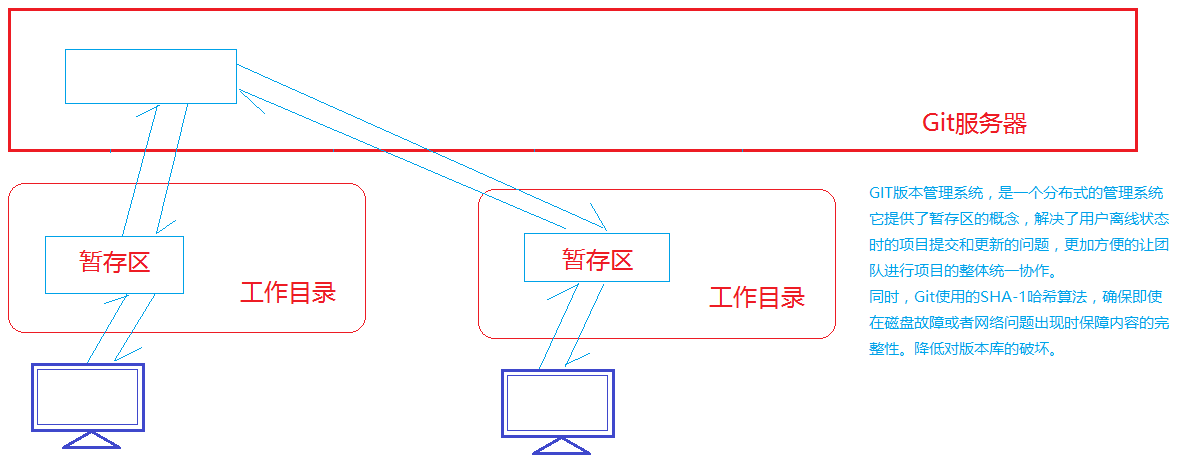 Git服务器
暂存区
工作目录
暂存区
工作目录
GIT版本管理系统，是一个分布式的管理系统
它提供了暂存区的概念，解决了用户离线状态
时的项目提交和更新的问题，更加方便的让团
队进行项目的整体统一协作。
同时，Git使用的SHA-1哈希算法，确保即使
在磁盘故障或者网络问题出现时保障内容的完
整性。降低对版本库的破坏。